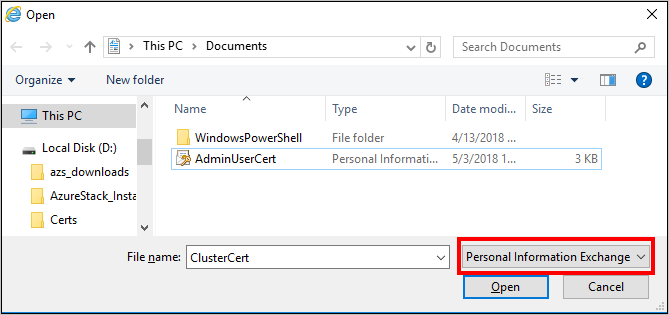 Open
This PC > Documents
Search Documents
Organize
New folder
?
This PC
Local Disk (D:)
azs_downloads
AzureStack_Insta
Certs
Name Type Date modi... Size
WindowsPowerShell File folder 4/13/2018 ...
AdminUserCert Personal Informati... 5/3/2018 1... 3 KB
File name: ClusterCert Personal Information Exchange
Open Cancel